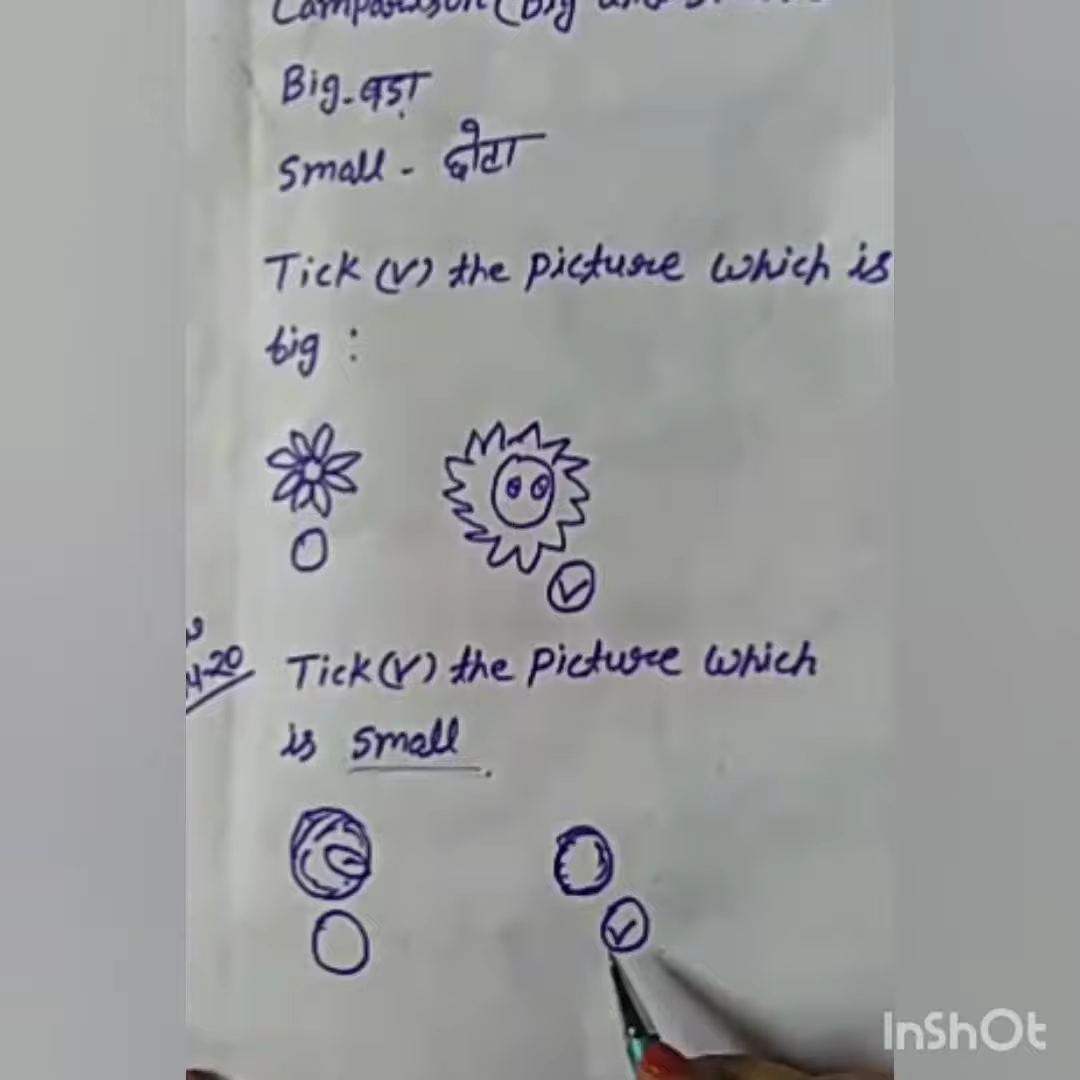 Big-बड़ा
Small - छोटा
Tick (✓) the picture which is
big :
Tick (✓) the picture which
is small.
InShOt